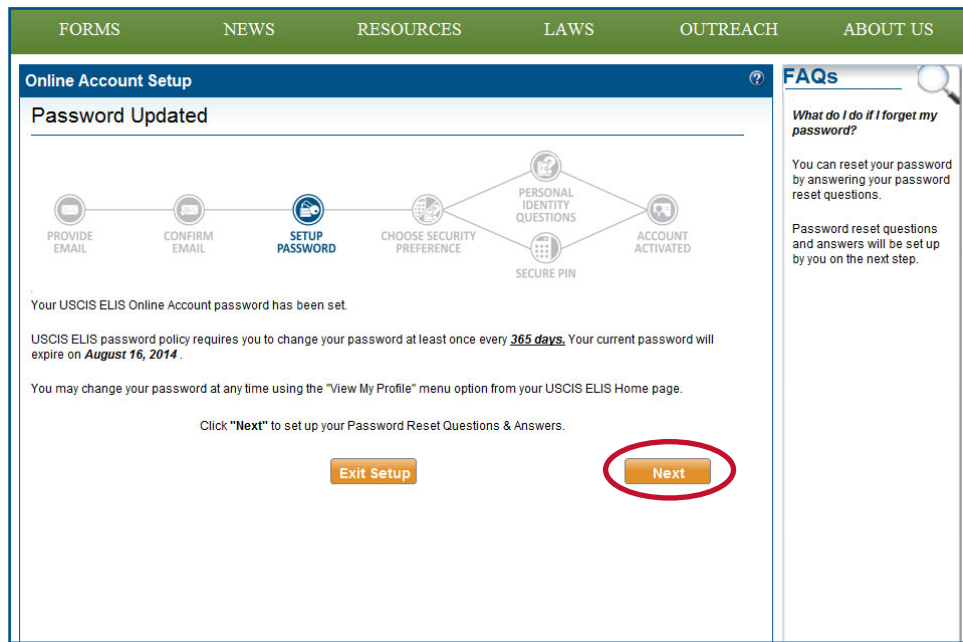 FORMS NEWS RESOURCES LAWS OUTREACH ABOUT US
Online Account Setup
Password Updated
PROVIDE
EMAIL
CONFIRM
EMAIL
SETUP
PASSWORD
CHOOSE SECURITY
PREFERENCE
PERSONAL
IDENTITY
QUESTIONS
SECURE PIN
ACCOUNT
ACTIVATED
Your USCIS ELIS Online Account password has been set.
USCIS ELIS password policy requires you to change your password at least once every 365 days. Your current password will
expire on August 16, 2014 .
You may change your password at any time using the "View My Profile" menu option from your USCIS ELIS Home page.
Click "Next" to set up your Password Reset Questions & Answers.
Exit Setup Next
FAQs
What do I do if I forget my
password?
You can reset your password
by answering your password
reset questions.
Password reset questions
and answers will be set up
by you on the next step.